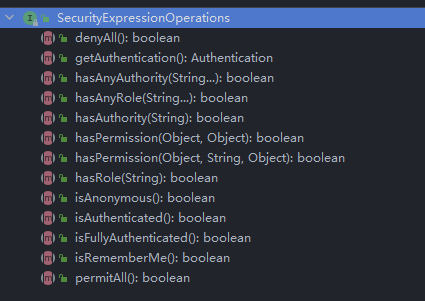 SecurityExpressionOperations
denyAll(): boolean
getAuthentication(): Authentication
hasAnyAuthority(String...): boolean
hasAnyRole(String...): boolean
hasAuthority(String): boolean
hasPermission(Object, Object): boolean
hasPermission(Object, String, Object): boolean
hasRole(String): boolean
isAnonymous(): boolean
isAuthenticated(): boolean
isFullyAuthenticated(): boolean
isRememberMe(): boolean
permitAll(): boolean